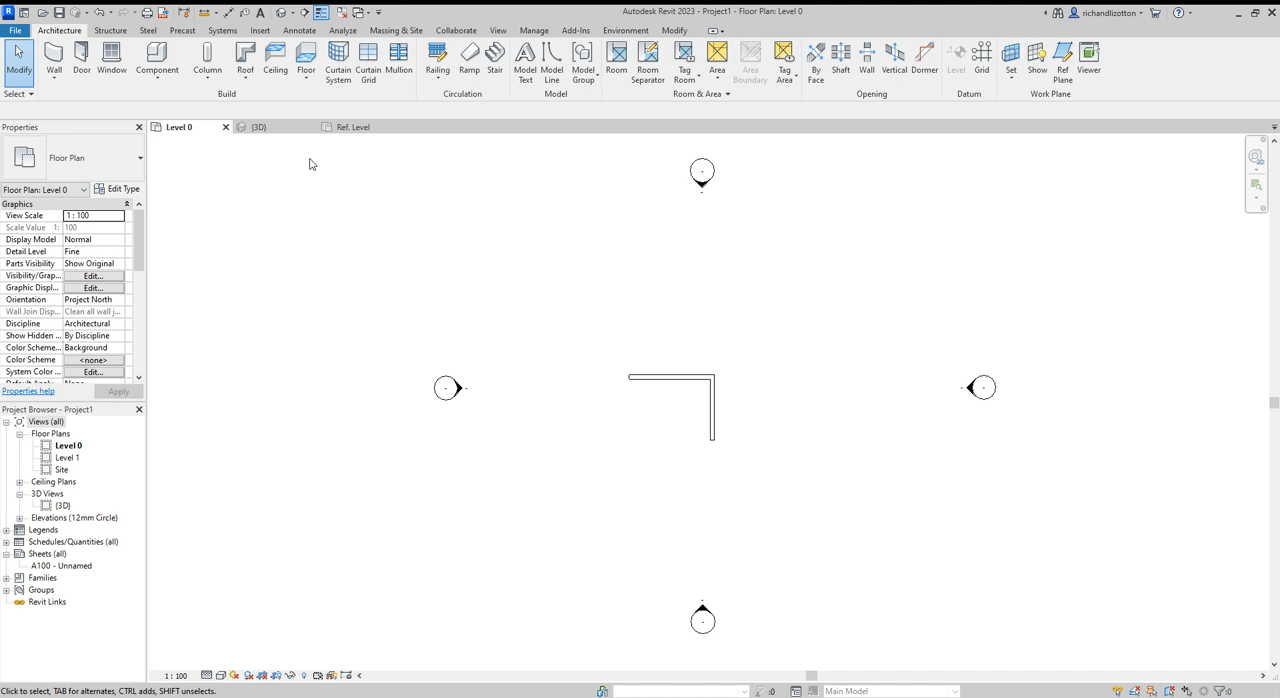 Autodesk Revit 2023 - Project1 - Floor Plan: Level 0
richandlizotton
File Architecture Structure Steel Precast Systems Insert Annotate Analyze Massing & Site Collaborate View Manage Add-Ins Environment Modify
Modify Wall Door Window Component Column Roof Ceiling Floor Curtain System Curtain Grid Mullion Railing Ramp Stair Model Text Model Line Model Group Room Room Separator Tag Room Area Area Boundary Tag Area By Face Shaft Wall Vertical Dormer Level Grid Set Show Ref Plane Viewer
Select Build Circulation Model Room & Area Opening Datum Work Plane
Properties
Level 0 {3D} Ref. Level
Floor Plan
Floor Plan: Level 0 Edit Type
Graphics
View Scale 1 : 100
Scale Value 1: 100
Display Model Normal
Detail Level Fine
Parts Visibility Show Original
Visibility/Grap... Edit...
Graphic Displ... Edit...
Orientation Project North
Wall Join Disp... Clean all wall j...
Discipline Architectural
Show Hidden ... By Discipline
Color Scheme... Background
Color Scheme <none>
System Color ... Edit...
Properties help Apply
Project Browser - Project1
Views (all)
Floor Plans
Level 0
Level 1
Site
Ceiling Plans
3D Views
{3D}
Elevations (12mm Circle)
Legends
Schedules/Quantities (all)
Sheets (all)
A100 - Unnamed
Families
Groups
Revit Links
1 : 100
Click to select, TAB for alternates, CTRL adds, SHIFT unselects.
:0
Main Model
:0